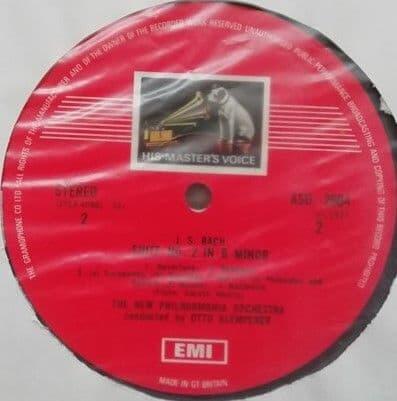 THE GRAMOPHONE CO LTD ALL RIGHTS OF THE MANUFACTURER AND OF THE OWNER OF THE RECORDED WORK RESERVED UNAUTHORISED PUBLIC PERFORMANCE BROADCASTING AND COPYING OF THIS RECORD PROHIBITED
HIS MASTER'S VOICE
STEREO
2
ASD
2
J. S. BACH
SUITE NO. 2 IN B MINOR
THE NEW PHILHARMONIA ORCHESTRA
conducted by OTTO KLEMPERER
EMI
MADE IN GT BRITAIN